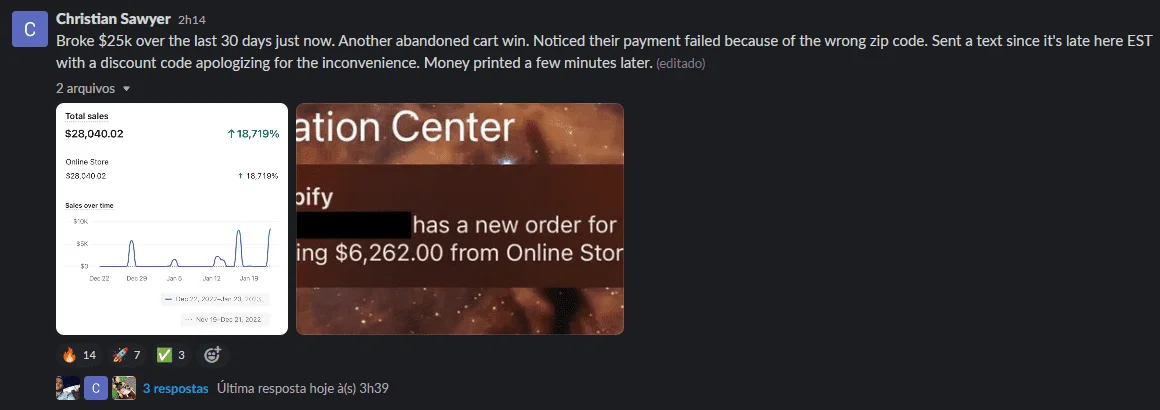 C
Christian Sawyer 2h14
Broke $25k over the last 30 days just now. Another abandoned cart win. Noticed their payment failed because of the wrong zip code. Sent a text since it's late here EST
with a discount code apologizing for the inconvenience. Money printed a few minutes later. (editado)
2 arquivos
Total sales
$28,040.02 ↑18,719%
Online Store
$28,040.02 ↑ 18,719%
Sales over time
$10K
$5K
$0
Dec 22 Dec 29 Jan 5 Jan 12 Jan 19
Dec 22, 2022–Jan 20, 2023
Nov 19–Dec 21, 2022
ation Center
pify
has a new order for
ing $6,262.00 from Online Stor
14 7 3
C
3 respostas Última resposta hoje à(s) 3h39